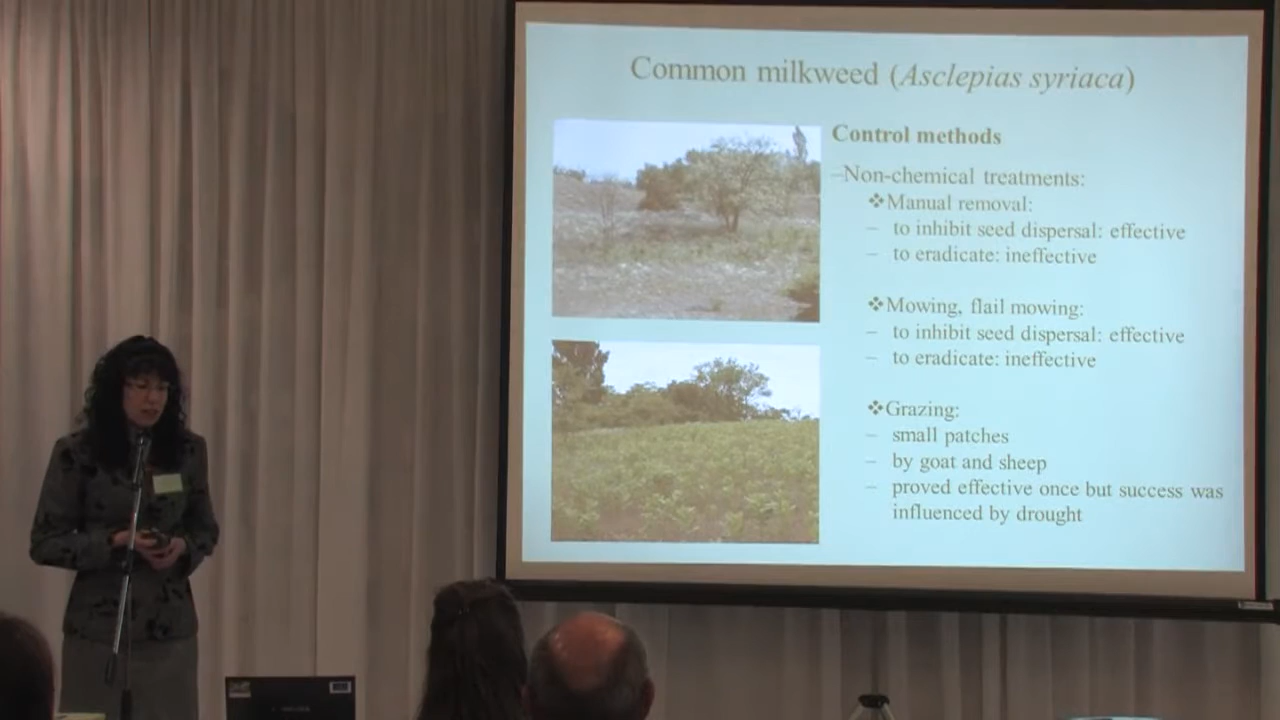 Common milkweed (Asclepias syriaca)
Control methods
–Non-chemical treatments:
❖Manual removal:
– to inhibit seed dispersal: effective
– to eradicate: ineffective
❖Mowing, flail mowing:
– to inhibit seed dispersal: effective
– to eradicate: ineffective
❖Grazing:
– small patches
– by goat and sheep
– proved effective once but success was
influenced by drought